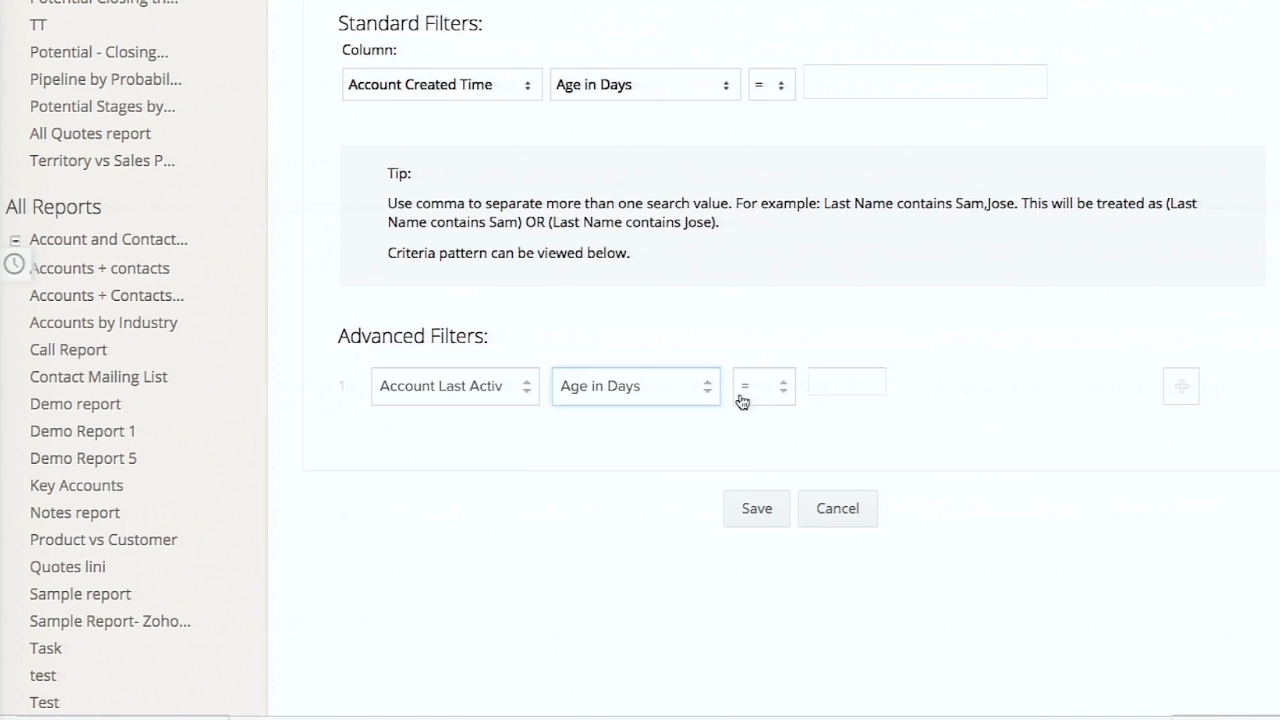 TT
Potential - Closing...
Pipeline by Probabil...
Potential Stages by...
All Quotes report
Territory vs Sales P...
All Reports
Account and Contact...
Accounts + contacts
Accounts + Contacts...
Accounts by Industry
Call Report
Contact Mailing List
Demo report
Demo Report 1
Demo Report 5
Key Accounts
Notes report
Product vs Customer
Quotes lini
Sample report
Sample Report- Zoho...
Task
test
Test
Standard Filters:
Column:
Account Created Time Age in Days =
Tip:
Use comma to separate more than one search value. For example: Last Name contains Sam,Jose. This will be treated as (Last
Name contains Sam) OR (Last Name contains Jose).
Criteria pattern can be viewed below.
Advanced Filters:
1 Account Last Activ Age in Days =
Save Cancel